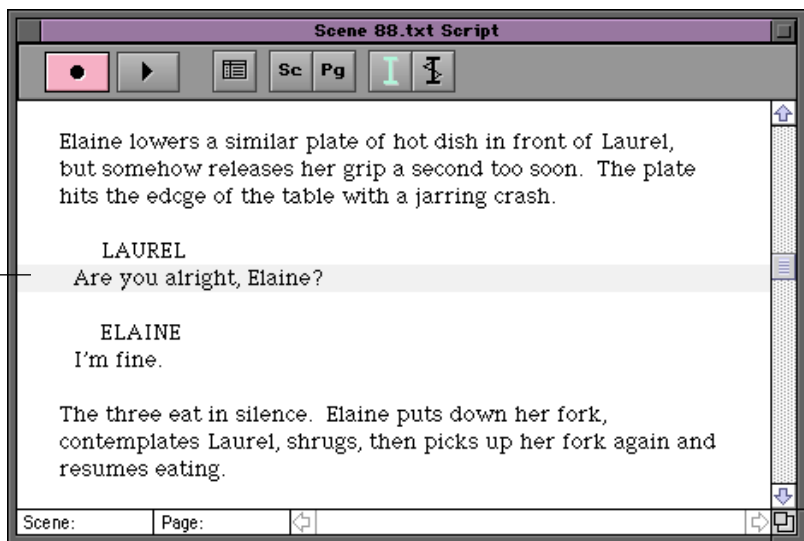 Scene 88.txt Script
Sc Pg
Elaine lowers a similar plate of hot dish in front of Laurel,
but somehow releases her grip a second too soon.  The plate
hits the edcge of the table with a jarring crash.
LAUREL
Are you alright, Elaine?
ELAINE
I'm fine.
The three eat in silence.  Elaine puts down her fork,
contemplates Laurel, shrugs, then picks up her fork again and
resumes eating.
Scene: Page: